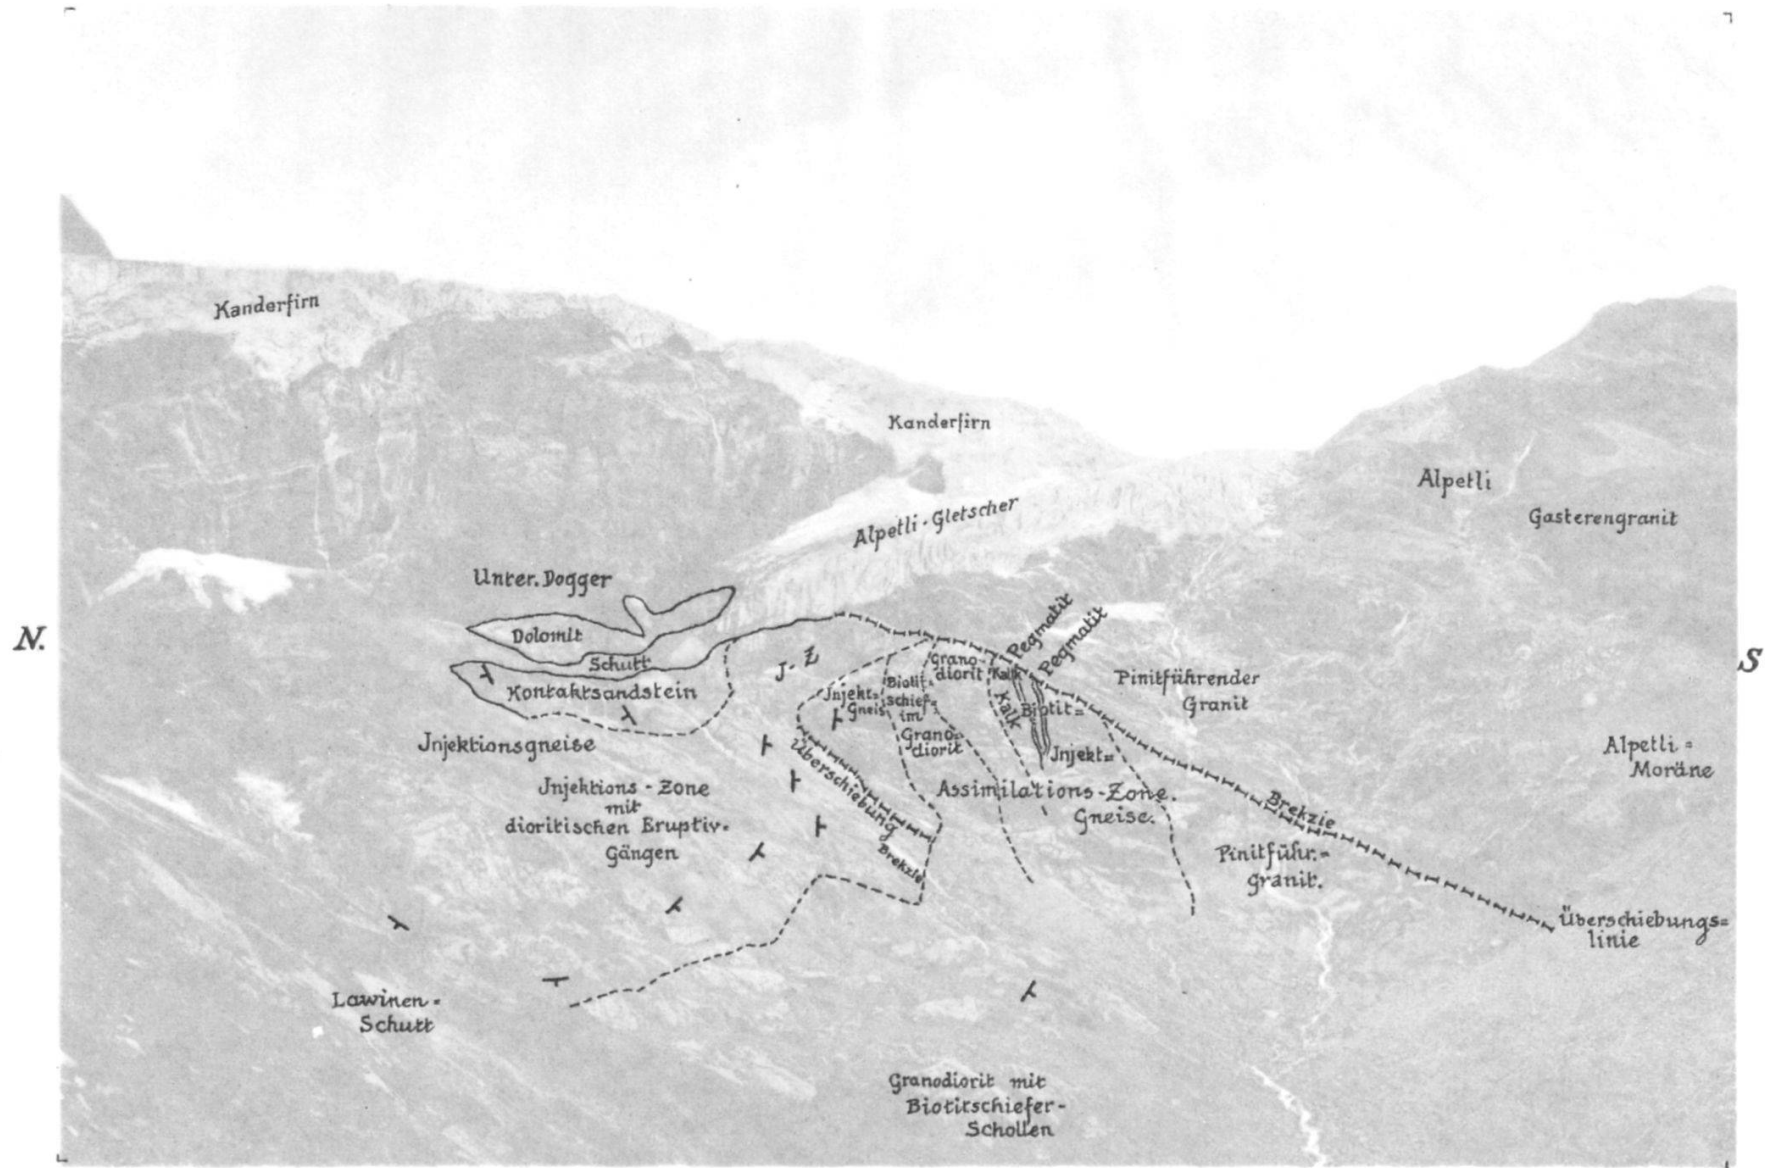 Kanderfirn
Kanderfirn
Alpetli
Alpetli-Gletscher
Gasterengranit
Unter. Dogger
Dolomit
Schutt
Kontaktsandstein
N.
S
J-Z
Injektionsgneise
Injekt=
Gneis
Biotit=
schief=
im
Grano=
diorit
Grano-
diorit
Kalk
Kalk
Pegmatit
Pegmatit
Biotit=
Injekt=
Pinitführender
Granit
Alpetli=
Moräne
Injektions-Zone
mit
dioritischen Eruptiv-
Gängen
Überschiebung
Brekzie
Assimilations-Zone.
Gneise.
Brekzie
Pinitführ.=
granit.
Überschiebungs=
linie
Lawinen=
Schutt
Granodiorit mit
Biotitschiefer-
Schollen